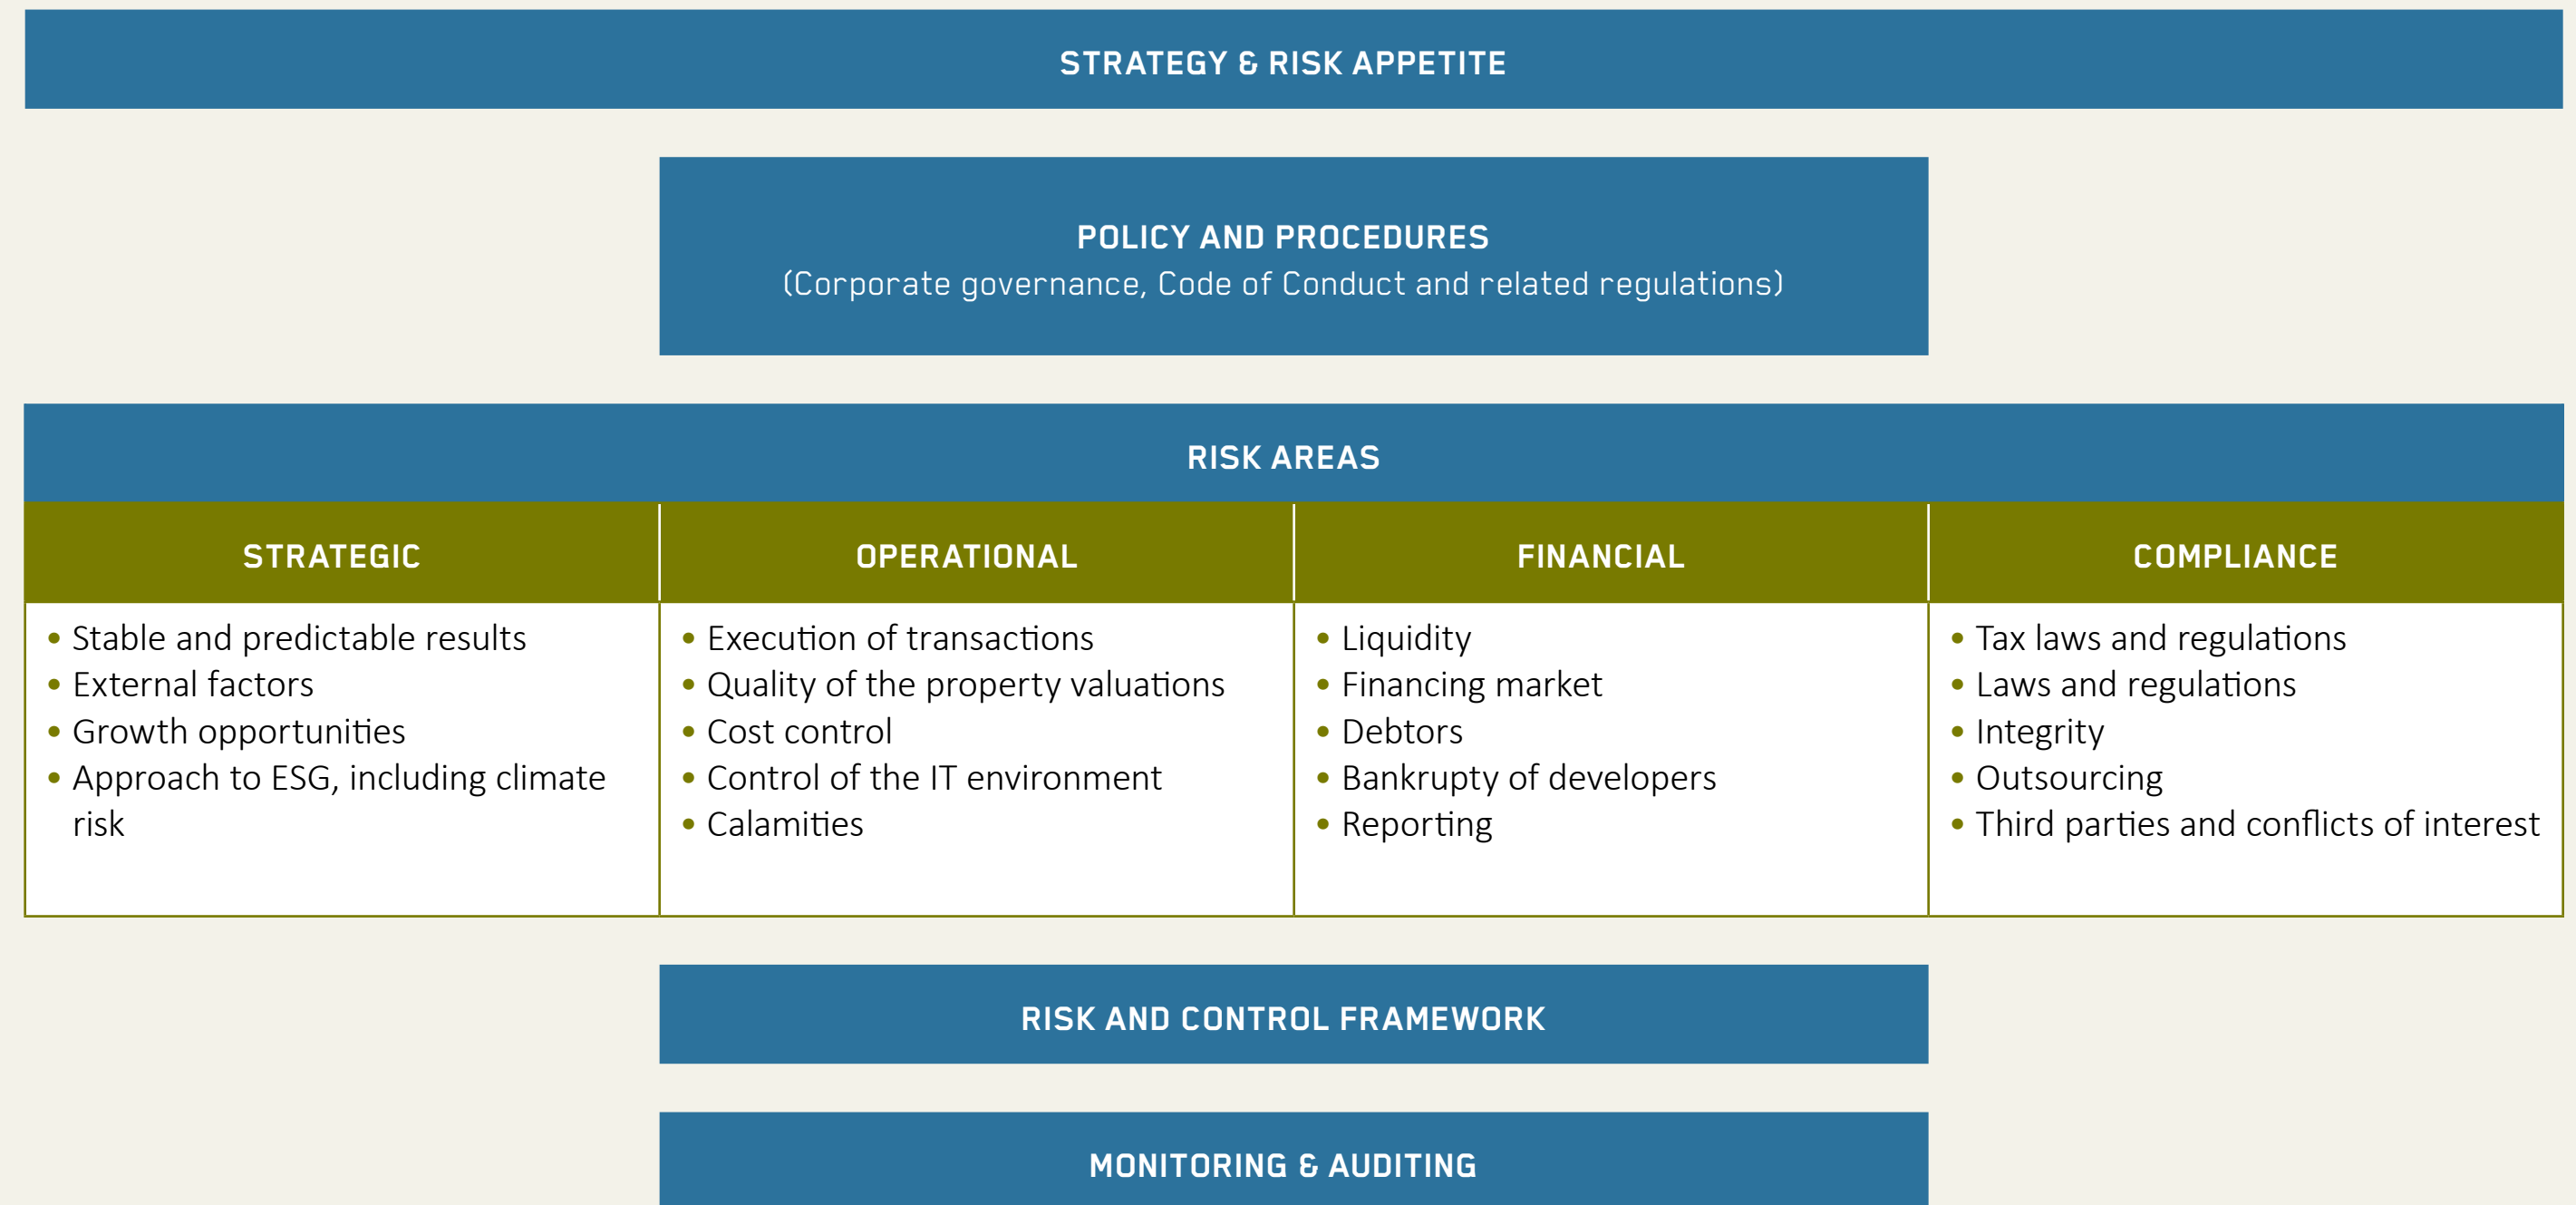 STRATEGY & RISK APPETITE
POLICY AND PROCEDURES
(Corporate governance, Code of Conduct and related regulations)
RISK AREAS
STRATEGIC
• Stable and predictable results
• External factors
• Growth opportunities
• Approach to ESG, including climate
risk
OPERATIONAL
• Execution of transactions
• Quality of the property valuations
• Cost control
• Control of the IT environment
• Calamities
FINANCIAL
• Liquidity
• Financing market
• Debtors
• Bankrupty of developers
• Reporting
COMPLIANCE
• Tax laws and regulations
• Laws and regulations
• Integrity
• Outsourcing
• Third parties and conflicts of interest
RISK AND CONTROL FRAMEWORK
MONITORING & AUDITING